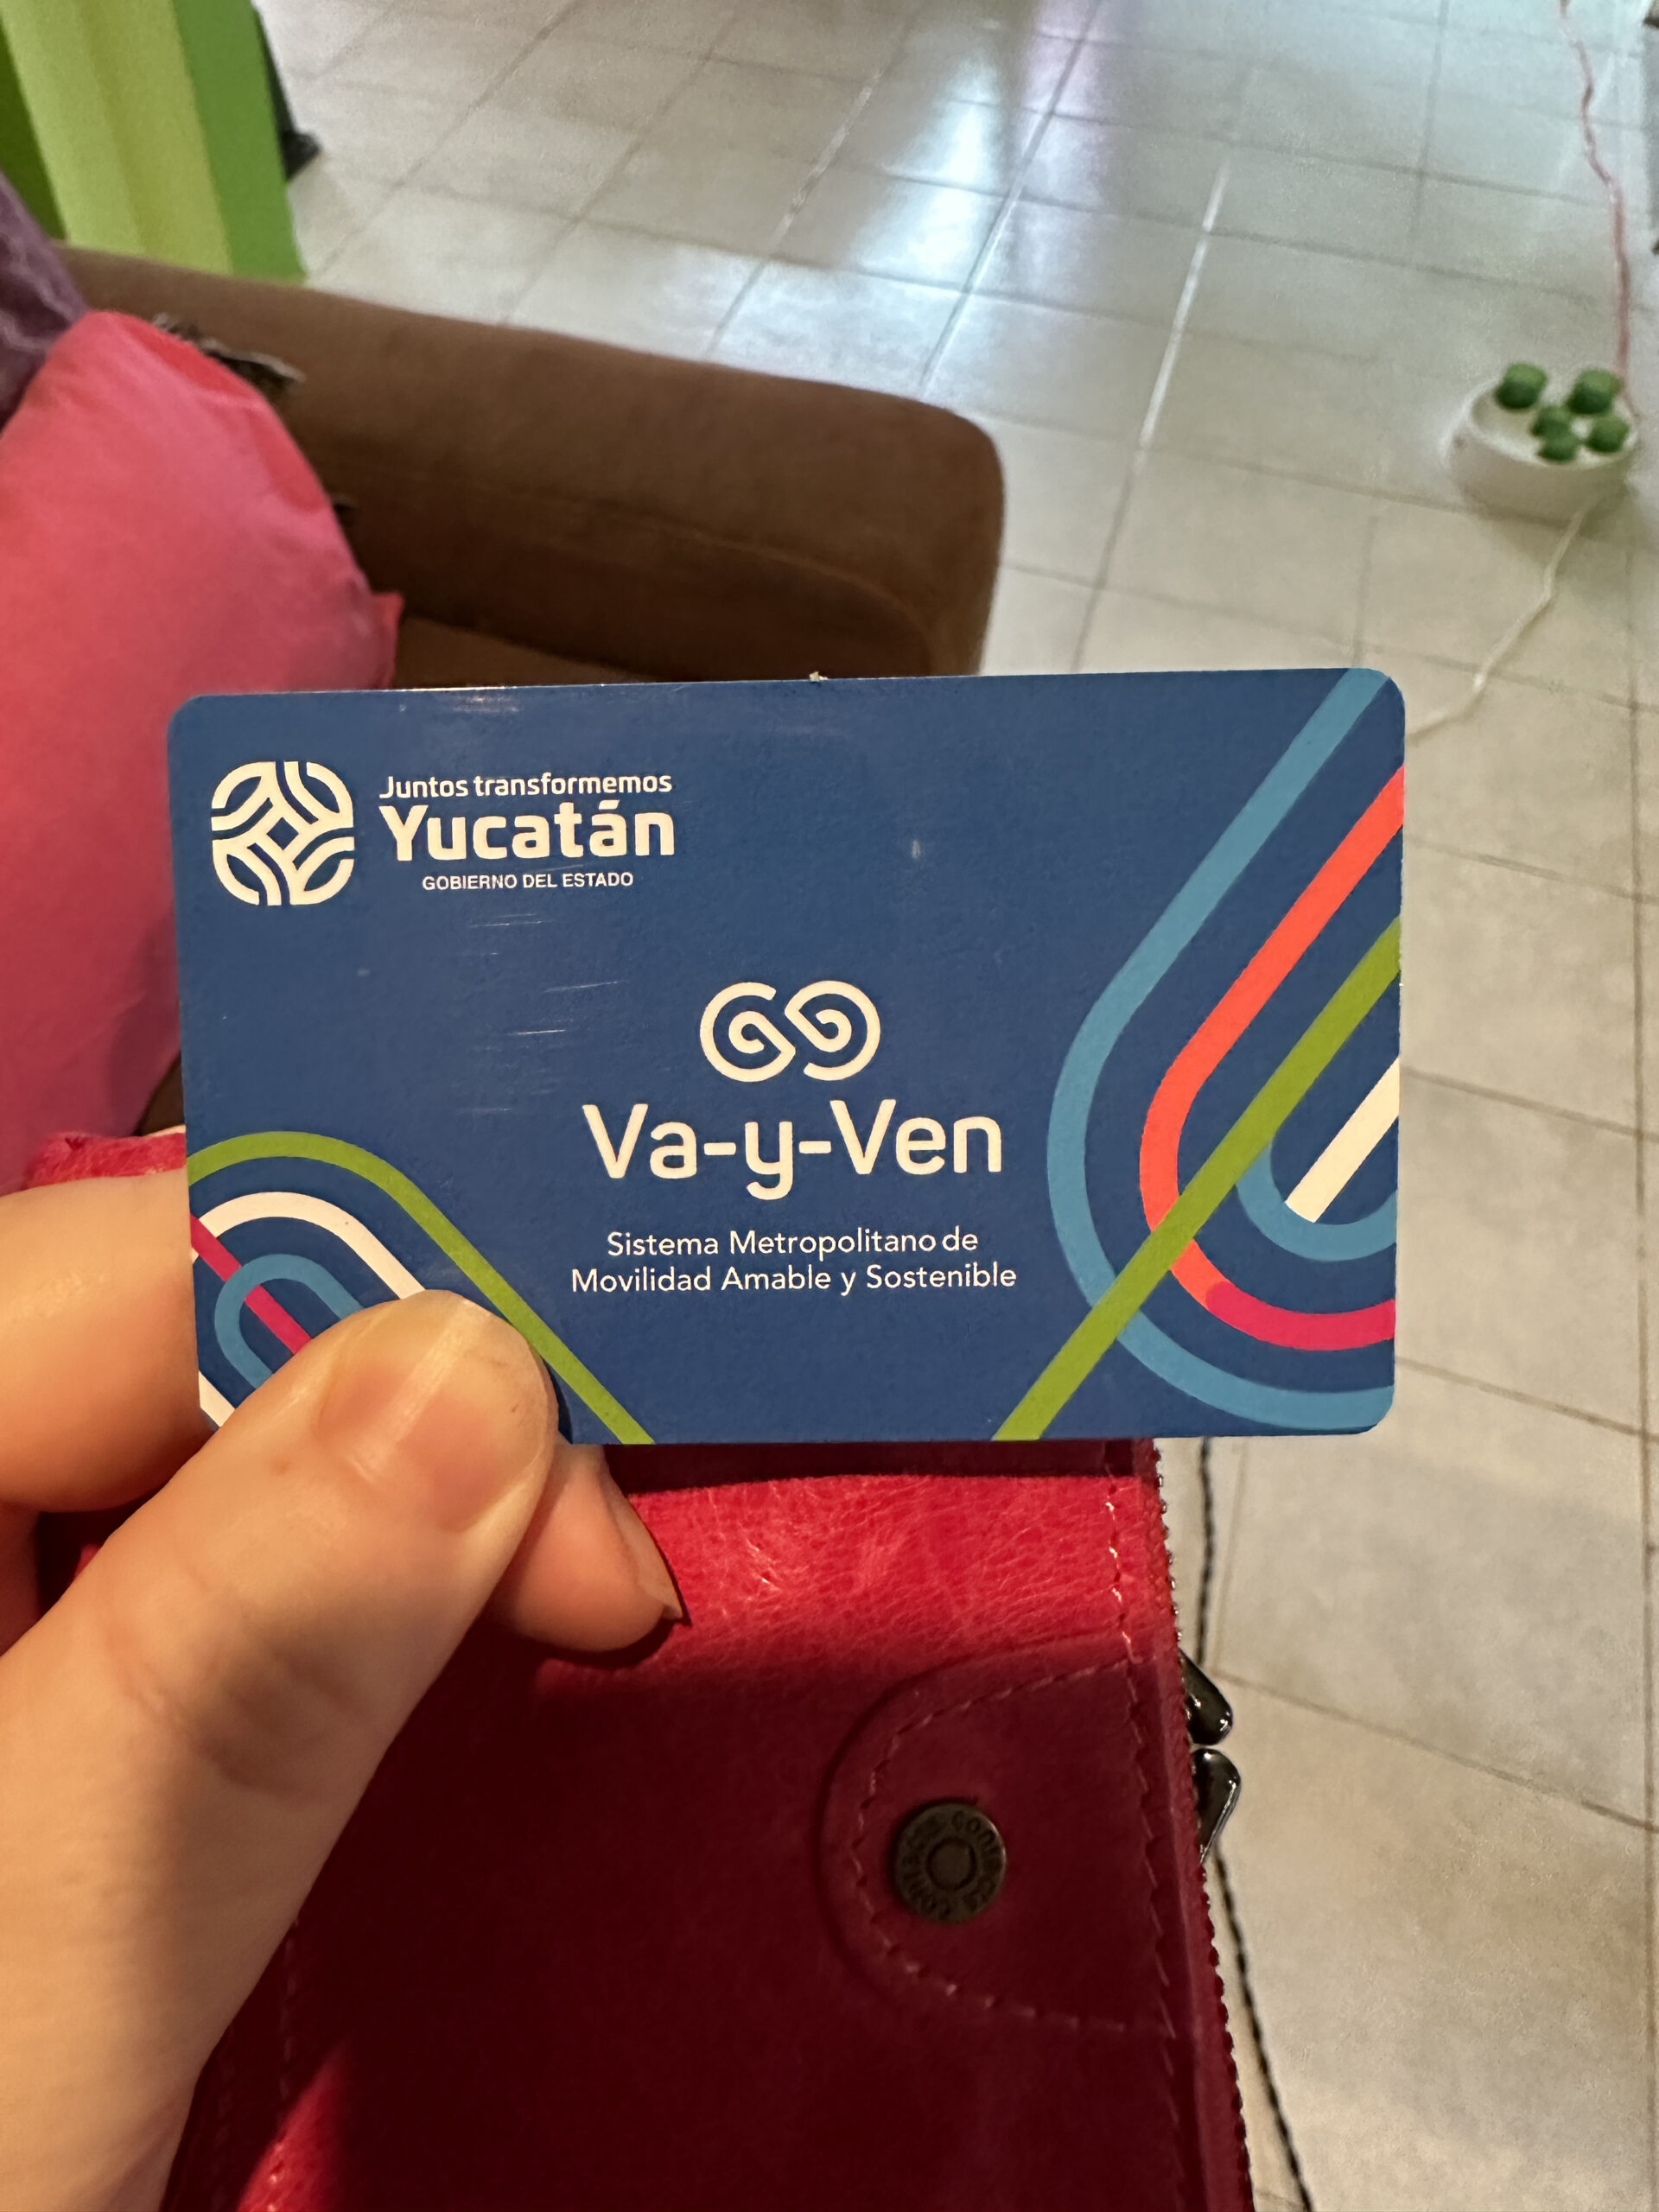 Juntos transformemos
Yucatán
GOBIERNO DEL ESTADO
Va-y-Ven
Sistema Metropolitano de
Movilidad Amable y Sostenible